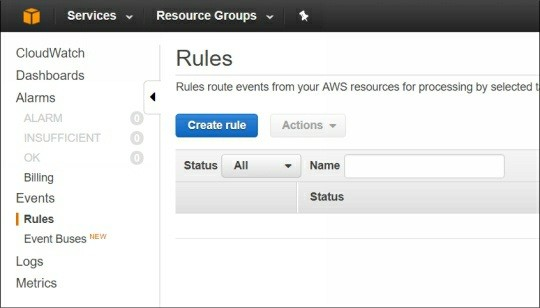 Services Resource Groups
CloudWatch
Dashboards
Alarms
ALARM 0
INSUFFICIENT 0
OK 0
Billing
Events
Rules
Event Buses NEW
Logs
Metrics
Rules
Rules route events from your AWS resources for processing by selected t
Create rule Actions
Status All Name
Status